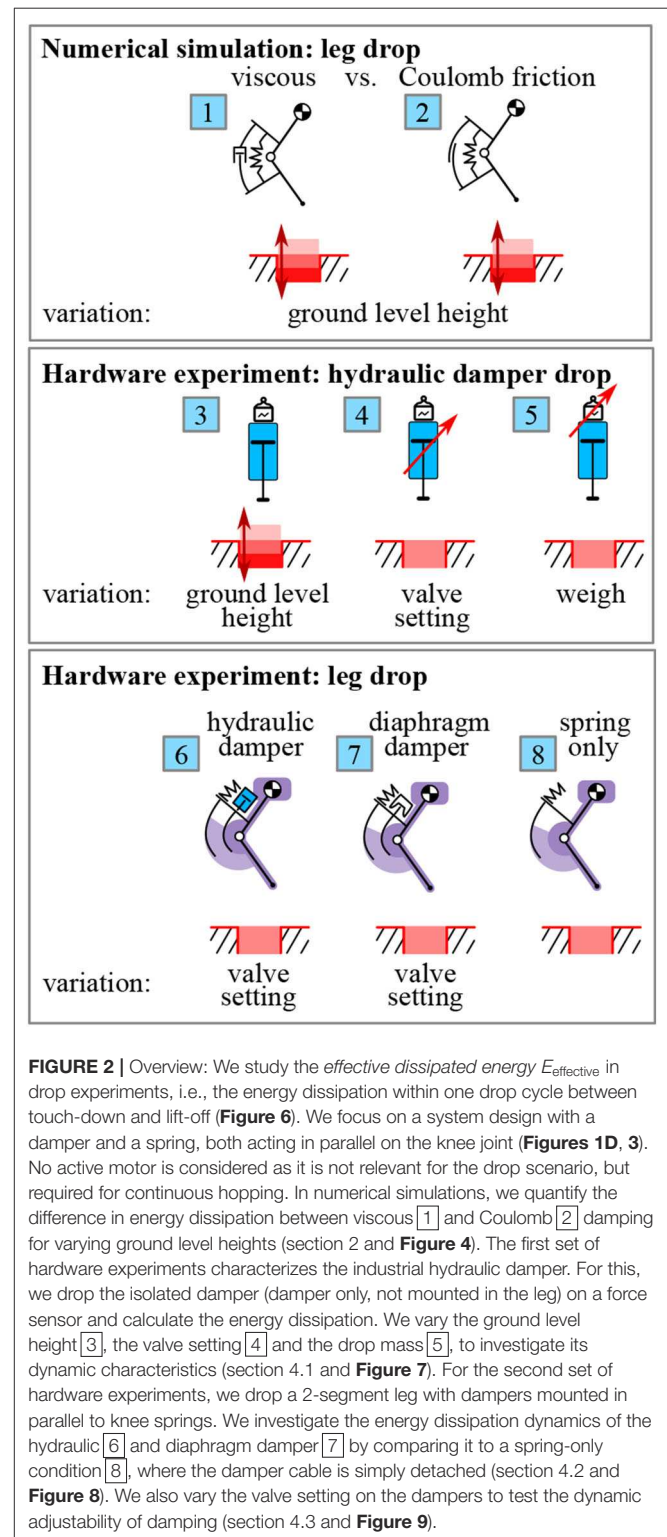 Numerical simulation: leg drop
viscous vs. Coulomb friction
1 2
variation: ground level height
Hardware experiment: hydraulic damper drop
3 4 5
variation: ground level height valve setting weigh
Hardware experiment: leg drop
hydraulic damper diaphragm damper spring only
6 7 8
variation: valve setting valve setting
FIGURE 2 | Overview: We study the effective dissipated energy Eeffective in
drop experiments, i.e., the energy dissipation within one drop cycle between
touch-down and lift-off (Figure 6). We focus on a system design with a
damper and a spring, both acting in parallel on the knee joint (Figures 1D, 3).
No active motor is considered as it is not relevant for the drop scenario, but
required for continuous hopping. In numerical simulations, we quantify the
difference in energy dissipation between viscous 1 and Coulomb 2 damping
for varying ground level heights (section 2 and Figure 4). The first set of
hardware experiments characterizes the industrial hydraulic damper. For this,
we drop the isolated damper (damper only, not mounted in the leg) on a force
sensor and calculate the energy dissipation. We vary the ground level
height 3, the valve setting 4 and the drop mass 5, to investigate its
dynamic characteristics (section 4.1 and Figure 7). For the second set of
hardware experiments, we drop a 2-segment leg with dampers mounted in
parallel to knee springs. We investigate the energy dissipation dynamics of the
hydraulic 6 and diaphragm damper 7 by comparing it to a spring-only
condition 8, where the damper cable is simply detached (section 4.2 and
Figure 8). We also vary the valve setting on the dampers to test the dynamic
adjustability of damping (section 4.3 and Figure 9).